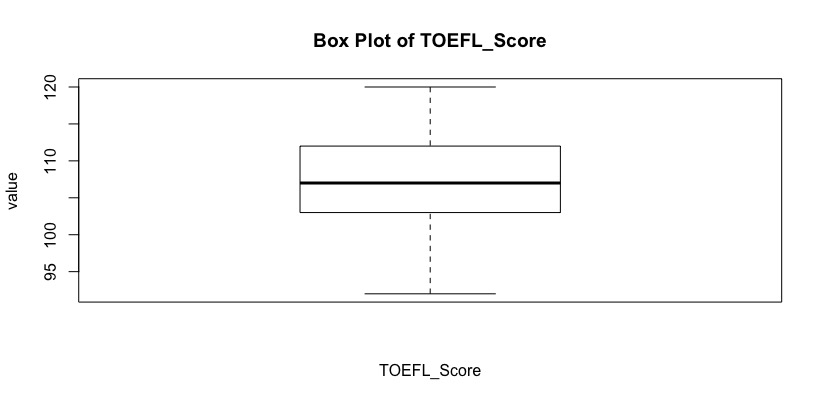 Box Plot of TOEFL_Score
value
120
110
100
95
TOEFL_Score